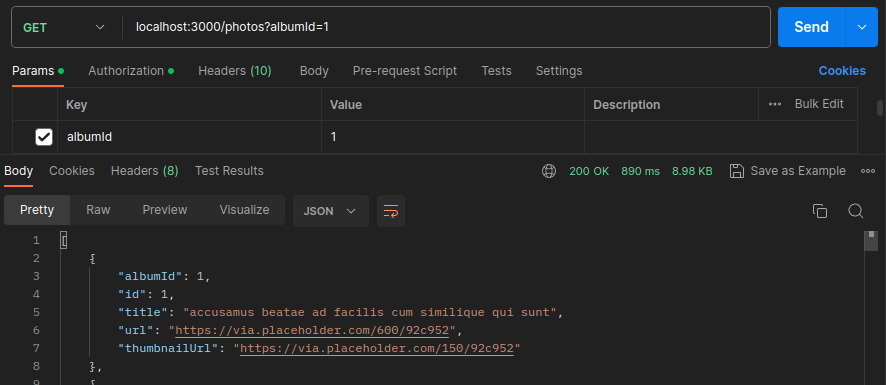 GET localhost:3000/photos?albumId=1 Send
Params Authorization Headers (10) Body Pre-request Script Tests Settings Cookies
Key Value Description Bulk Edit
albumId 1
Body Cookies Headers (8) Test Results 200 OK 890 ms 8.98 KB Save as Example
Pretty Raw Preview Visualize JSON
1 [
2 {
3 "albumId": 1,
4 "id": 1,
5 "title": "accusamus beatae ad facilis cum similique qui sunt",
6 "url": "https://via.placeholder.com/600/92c952",
7 "thumbnailUrl": "https://via.placeholder.com/150/92c952"
8 },
9 {